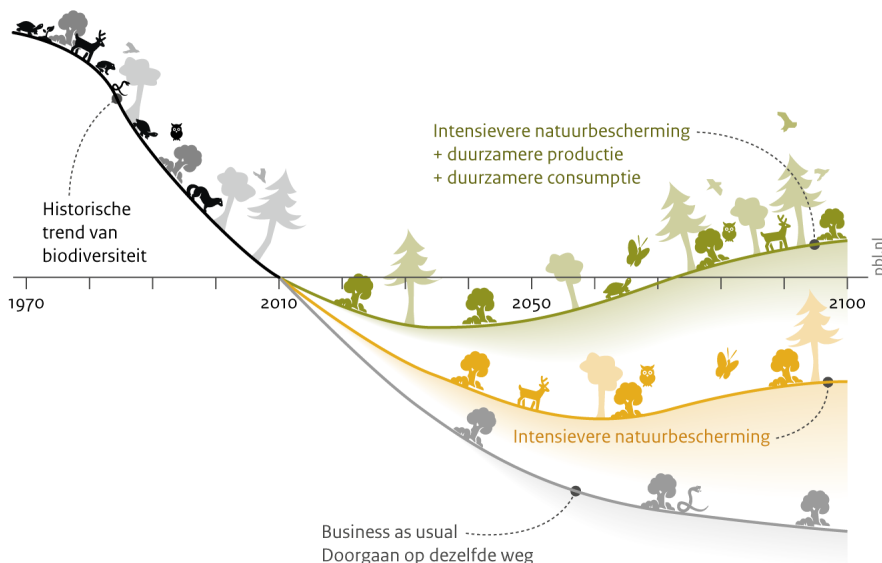 Intensievere natuurbescherming
+ duurzamere productie
+ duurzamere consumptie
Historische
trend van
biodiversiteit
pbl.nl
1970
2010
2050
2100
Intensievere natuurbescherming
Business as usual
Doorgaan op dezelfde weg